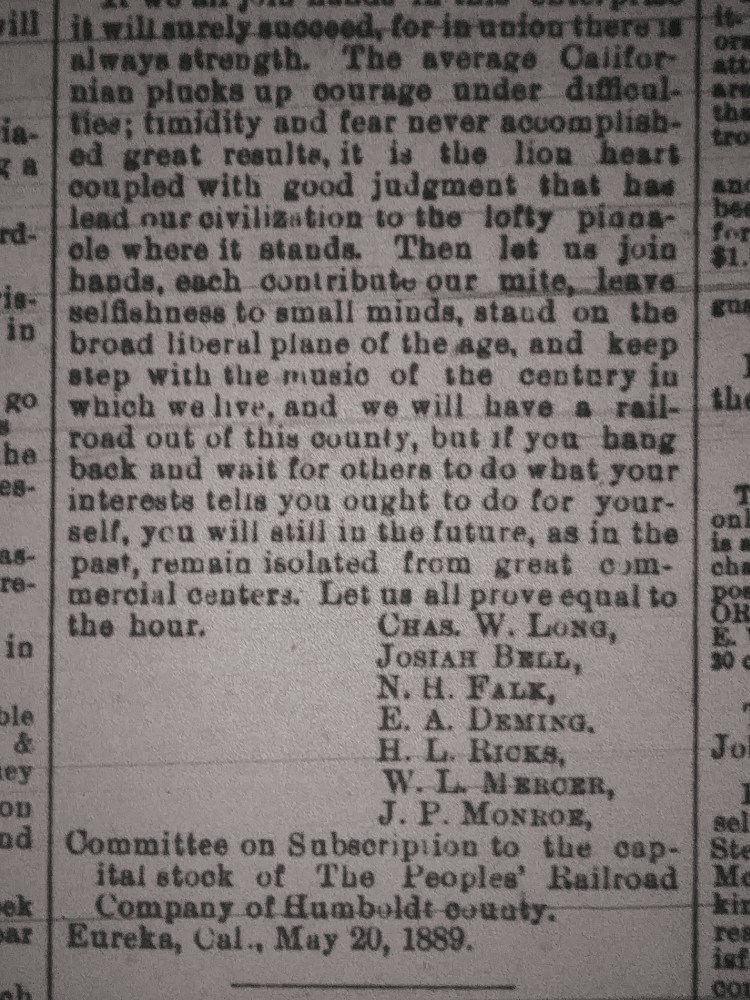 it will surely succeed, for in union there is
always strength. The average Califor-
nian plucks up courage under difficul-
ties; timidity and fear never accomplish-
ed great results, it is the lion heart
coupled with good judgment that has
lead our civilization to the lofty pinna-
cle where it stands. Then let us join
hands, each contribute our mite, leave
selfishness to small minds, stand on the
broad liberal plane of the age, and keep
step with the music of the century in
which we live, and we will have a rail-
road out of this county, but if you hang
back and wait for others to do what your
interests tells you ought to do for your-
self, you will still in the future, as in the
past, remain isolated from great com-
mercial centers. Let us all prove equal to
the hour. CHAS. W. LONG,
JOSIAH BELL,
N. H. FALK,
E. A. DEMING.
H. L. RICKS,
W. L. MERCER,
J. P. MONROE,
Committee on Subscription to the cap-
ital stock of The Peoples' Railroad
Company of Humboldt county.
Eureka, Cal., May 20, 1889.